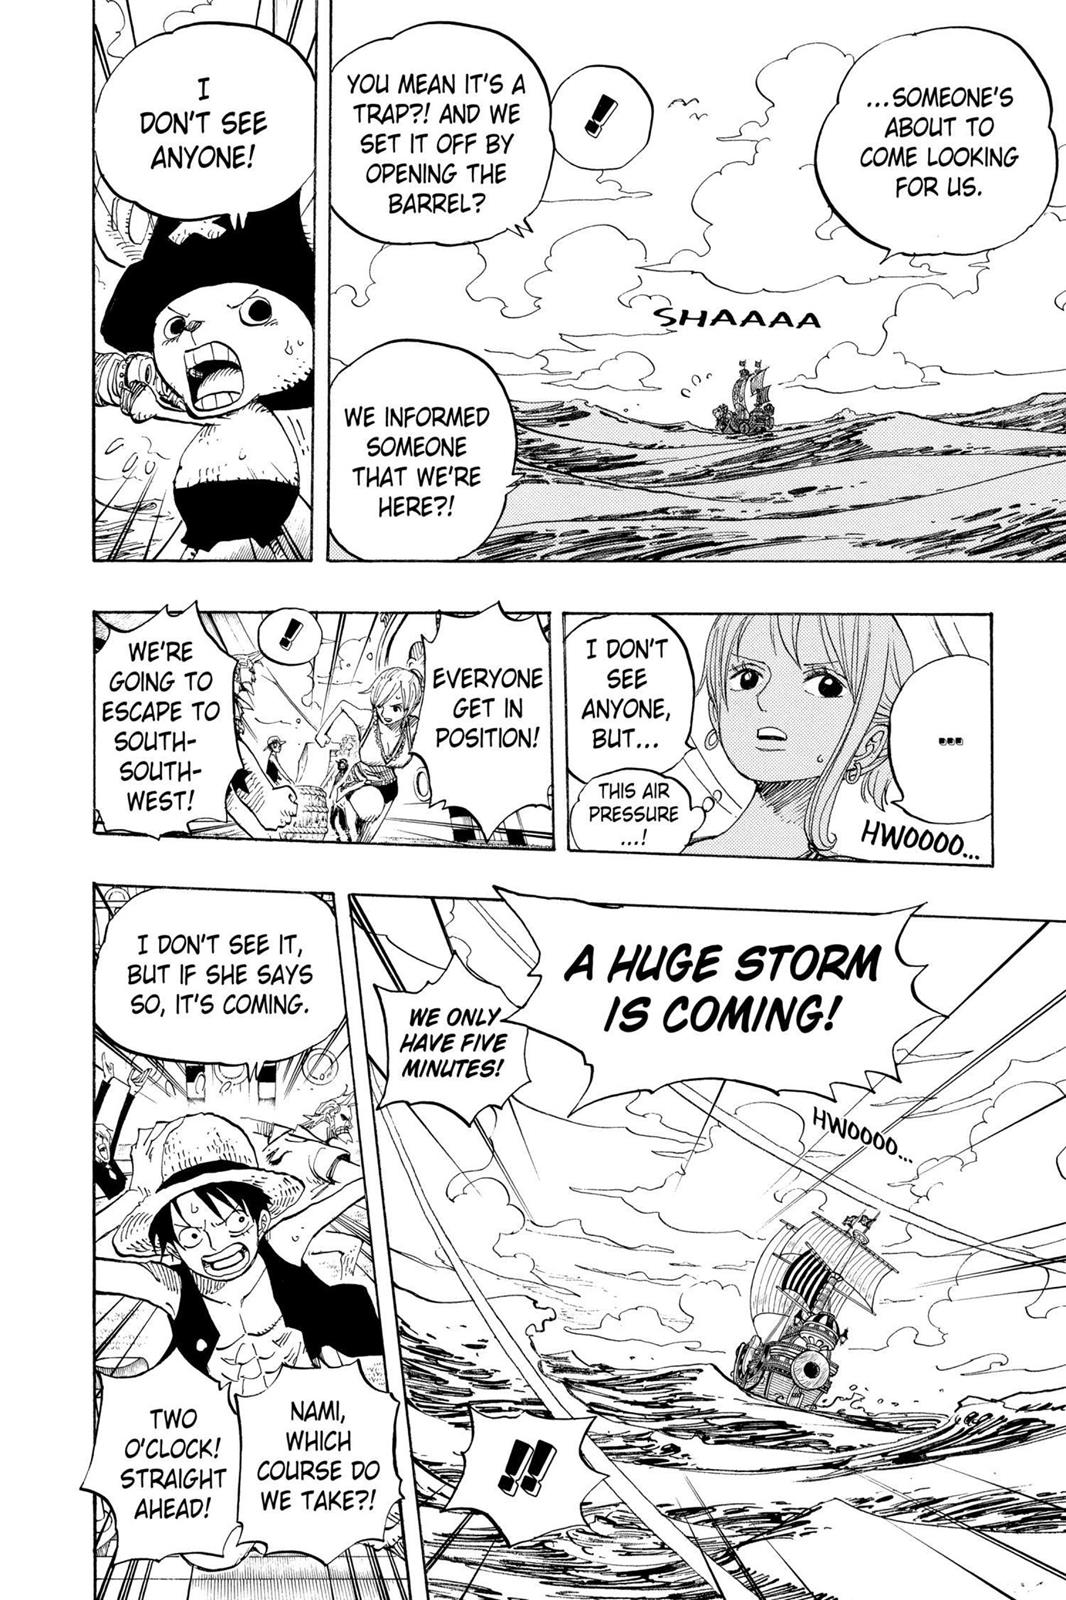 ...SOMEONE'S
ABOUT TO
COME LOOKING
FOR US.
!
YOU MEAN IT'S A
TRAP?! AND WE
SET IT OFF BY
OPENING THE
BARREL?
SHAAAA
WE INFORMED
SOMEONE
THAT WE'RE
HERE?!
I
DON'T SEE
ANYONE!
...
HWOOOO...
I DON'T
SEE
ANYONE,
BUT...
THIS AIR
PRESSURE
...!
EVERYONE
GET IN
POSITION!
!
WE'RE
GOING TO
ESCAPE TO
SOUTH-
SOUTH-
WEST!
A HUGE STORM
IS COMING!
WE ONLY
HAVE FIVE
MINUTES!
HWOOOO...
!!
I DON'T SEE IT,
BUT IF SHE SAYS
SO, IT'S COMING.
NAMI,
WHICH
COURSE DO
WE TAKE?!
TWO
O'CLOCK!
STRAIGHT
AHEAD!